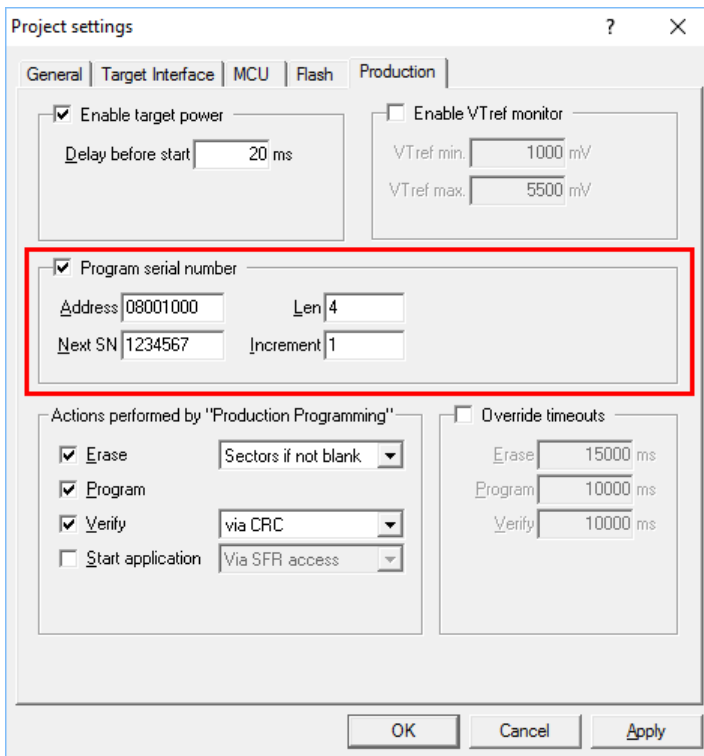 Project settings ? ×
General Target Interface MCU Flash Production
Enable target power
Delay before start 20 ms
Enable VTref monitor
VTref min. 1000 mV
VTref max. 5500 mV
Program serial number
Address 08001000 Len 4
Next SN 1234567 Increment 1
Actions performed by "Production Programming"
Erase Sectors if not blank
Program
Verify via CRC
Start application Via SFR access
Override timeouts
Erase 15000 ms
Program 10000 ms
Verify 10000 ms
OK Cancel Apply